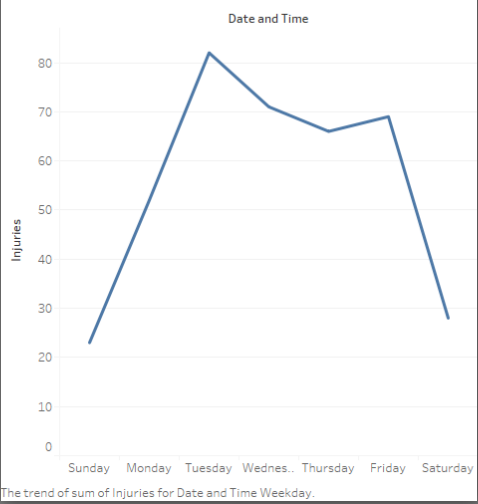 Date and Time
80
70
60
50
40
30
20
10
0
Injuries
Sunday Monday Tuesday Wednes.. Thursday Friday Saturday
The trend of sum of Injuries for Date and Time Weekday.